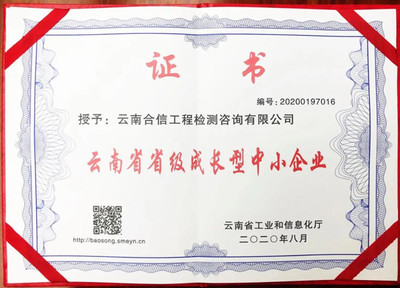 证 书
编号：20200197016
授予：云南合信工程检测咨询有限公司
云南省省级成长型中小企业
http://baosong.smeyn.cn
云南省工业和信息化厅
二〇二〇年八月